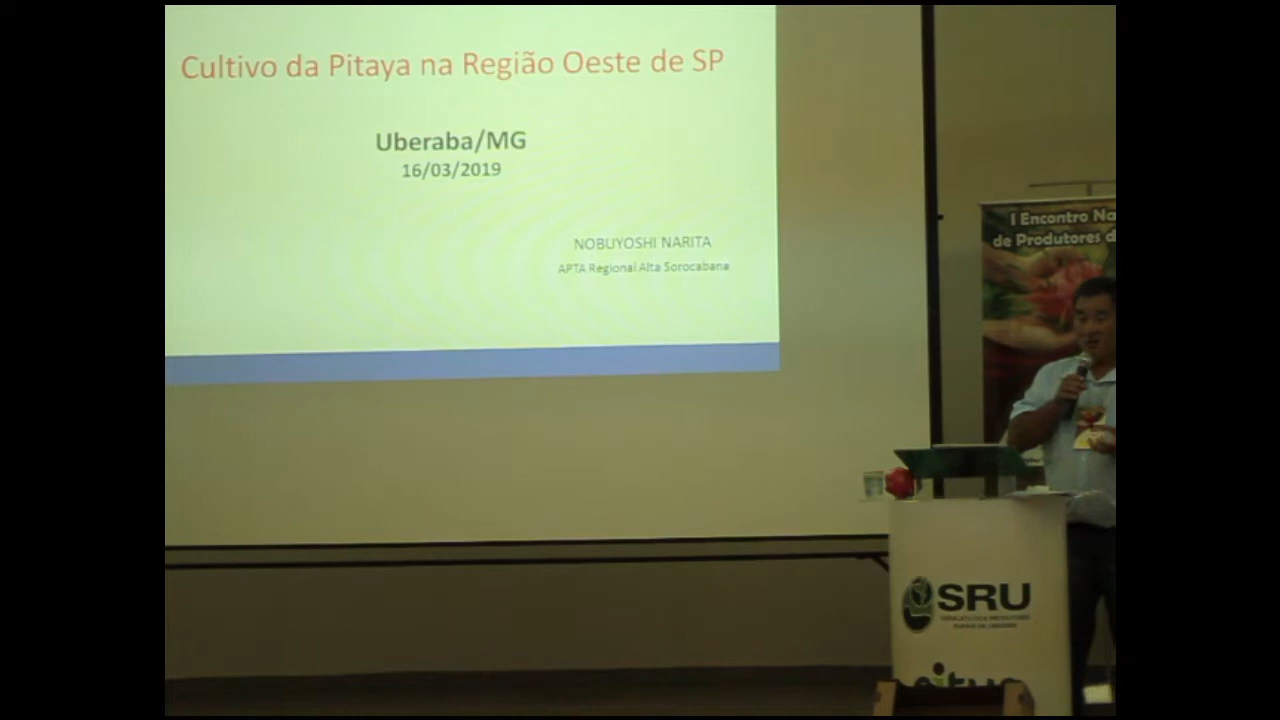 Cultivo da Pitaya na Região Oeste de SP
Uberaba/MG
16/03/2019
NOBUYOSHI NARITA
APTA Regional Alta Sorocabana
I Encontro Na
de Produtores d
SRU